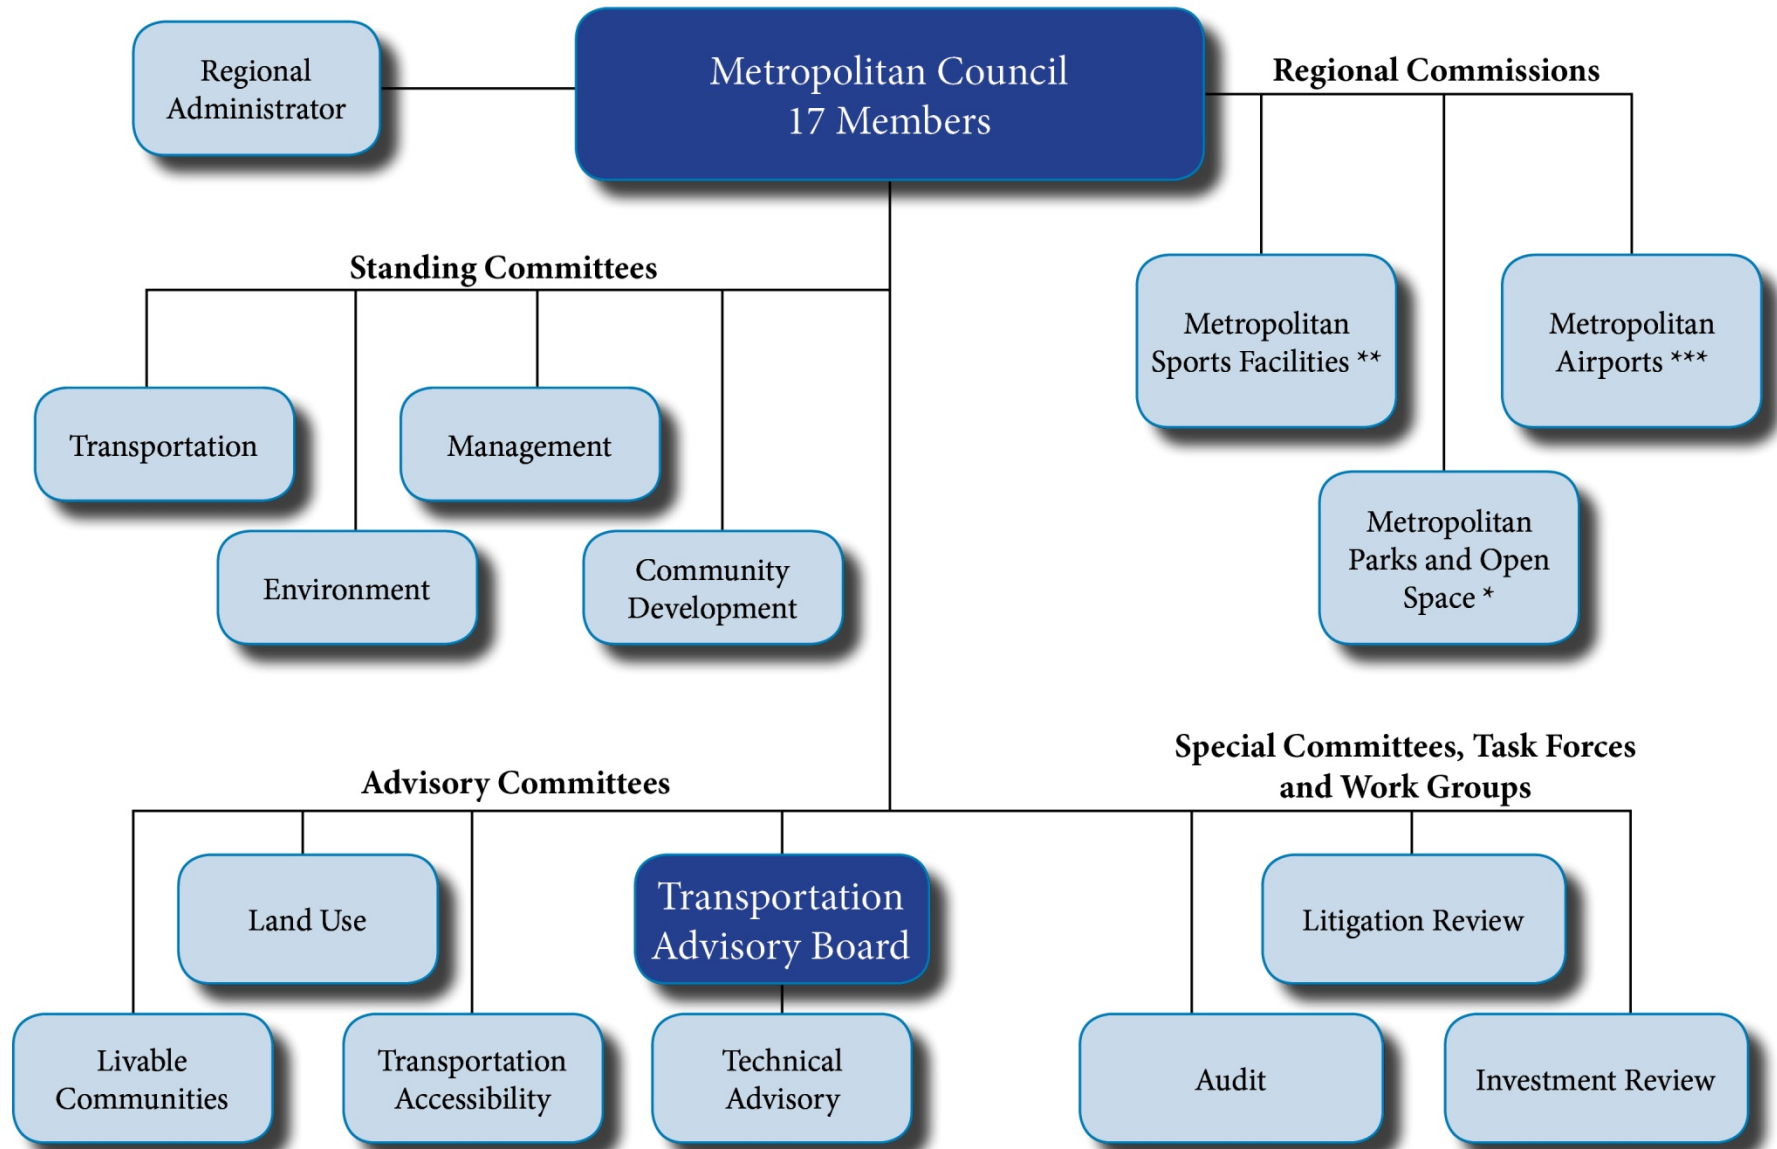 Regional
Administrator
Metropolitan Council
17 Members
Regional Commissions
Metropolitan
Sports Facilities **
Metropolitan
Airports ***
Metropolitan
Parks and Open
Space *
Standing Committees
Transportation
Management
Environment
Community
Development
Advisory Committees
Land Use
Transportation
Advisory Board
Livable
Communities
Transportation
Accessibility
Technical
Advisory
Special Committees, Task Forces
and Work Groups
Litigation Review
Audit
Investment Review